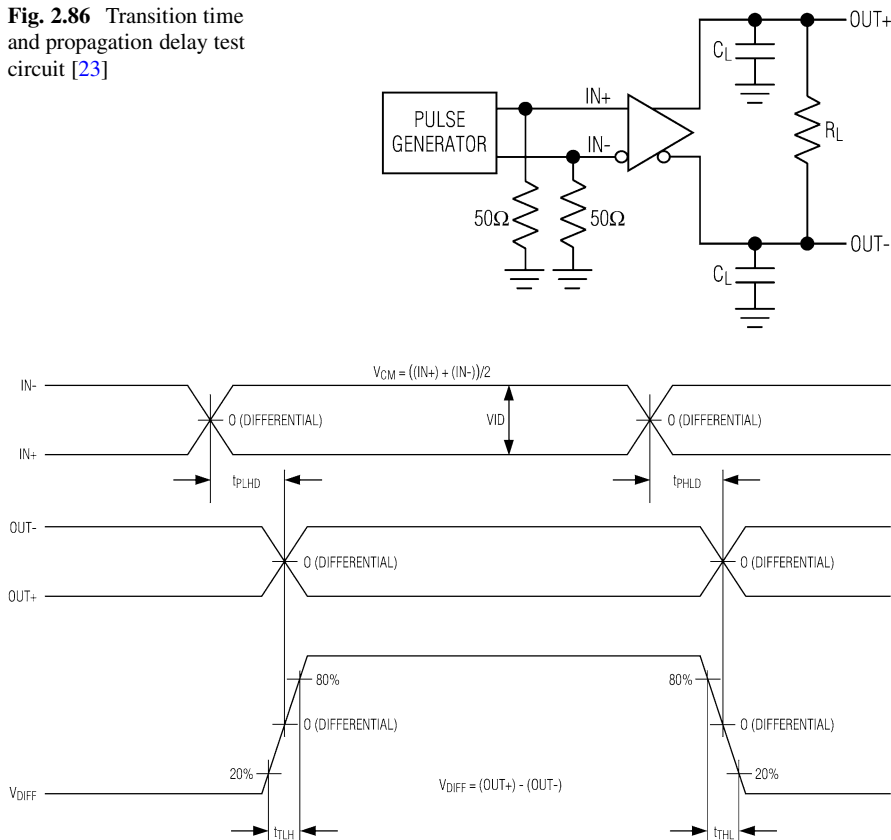 Fig. 2.86 Transition time
and propagation delay test
circuit [23]
OUT+
CL
IN+
PULSE
GENERATOR
RL
IN-
50Ω
50Ω
OUT-
CL
VCM = ((IN+) + (IN-))/2
IN-
0 (DIFFERENTIAL)
VID
0 (DIFFERENTIAL)
IN+
tPLHD
tPHLD
OUT-
0 (DIFFERENTIAL)
0 (DIFFERENTIAL)
OUT+
80%
80%
0 (DIFFERENTIAL)
0 (DIFFERENTIAL)
20%
20%
VDIFF
VDIFF = (OUT+) - (OUT-)
tTLH
tTHL